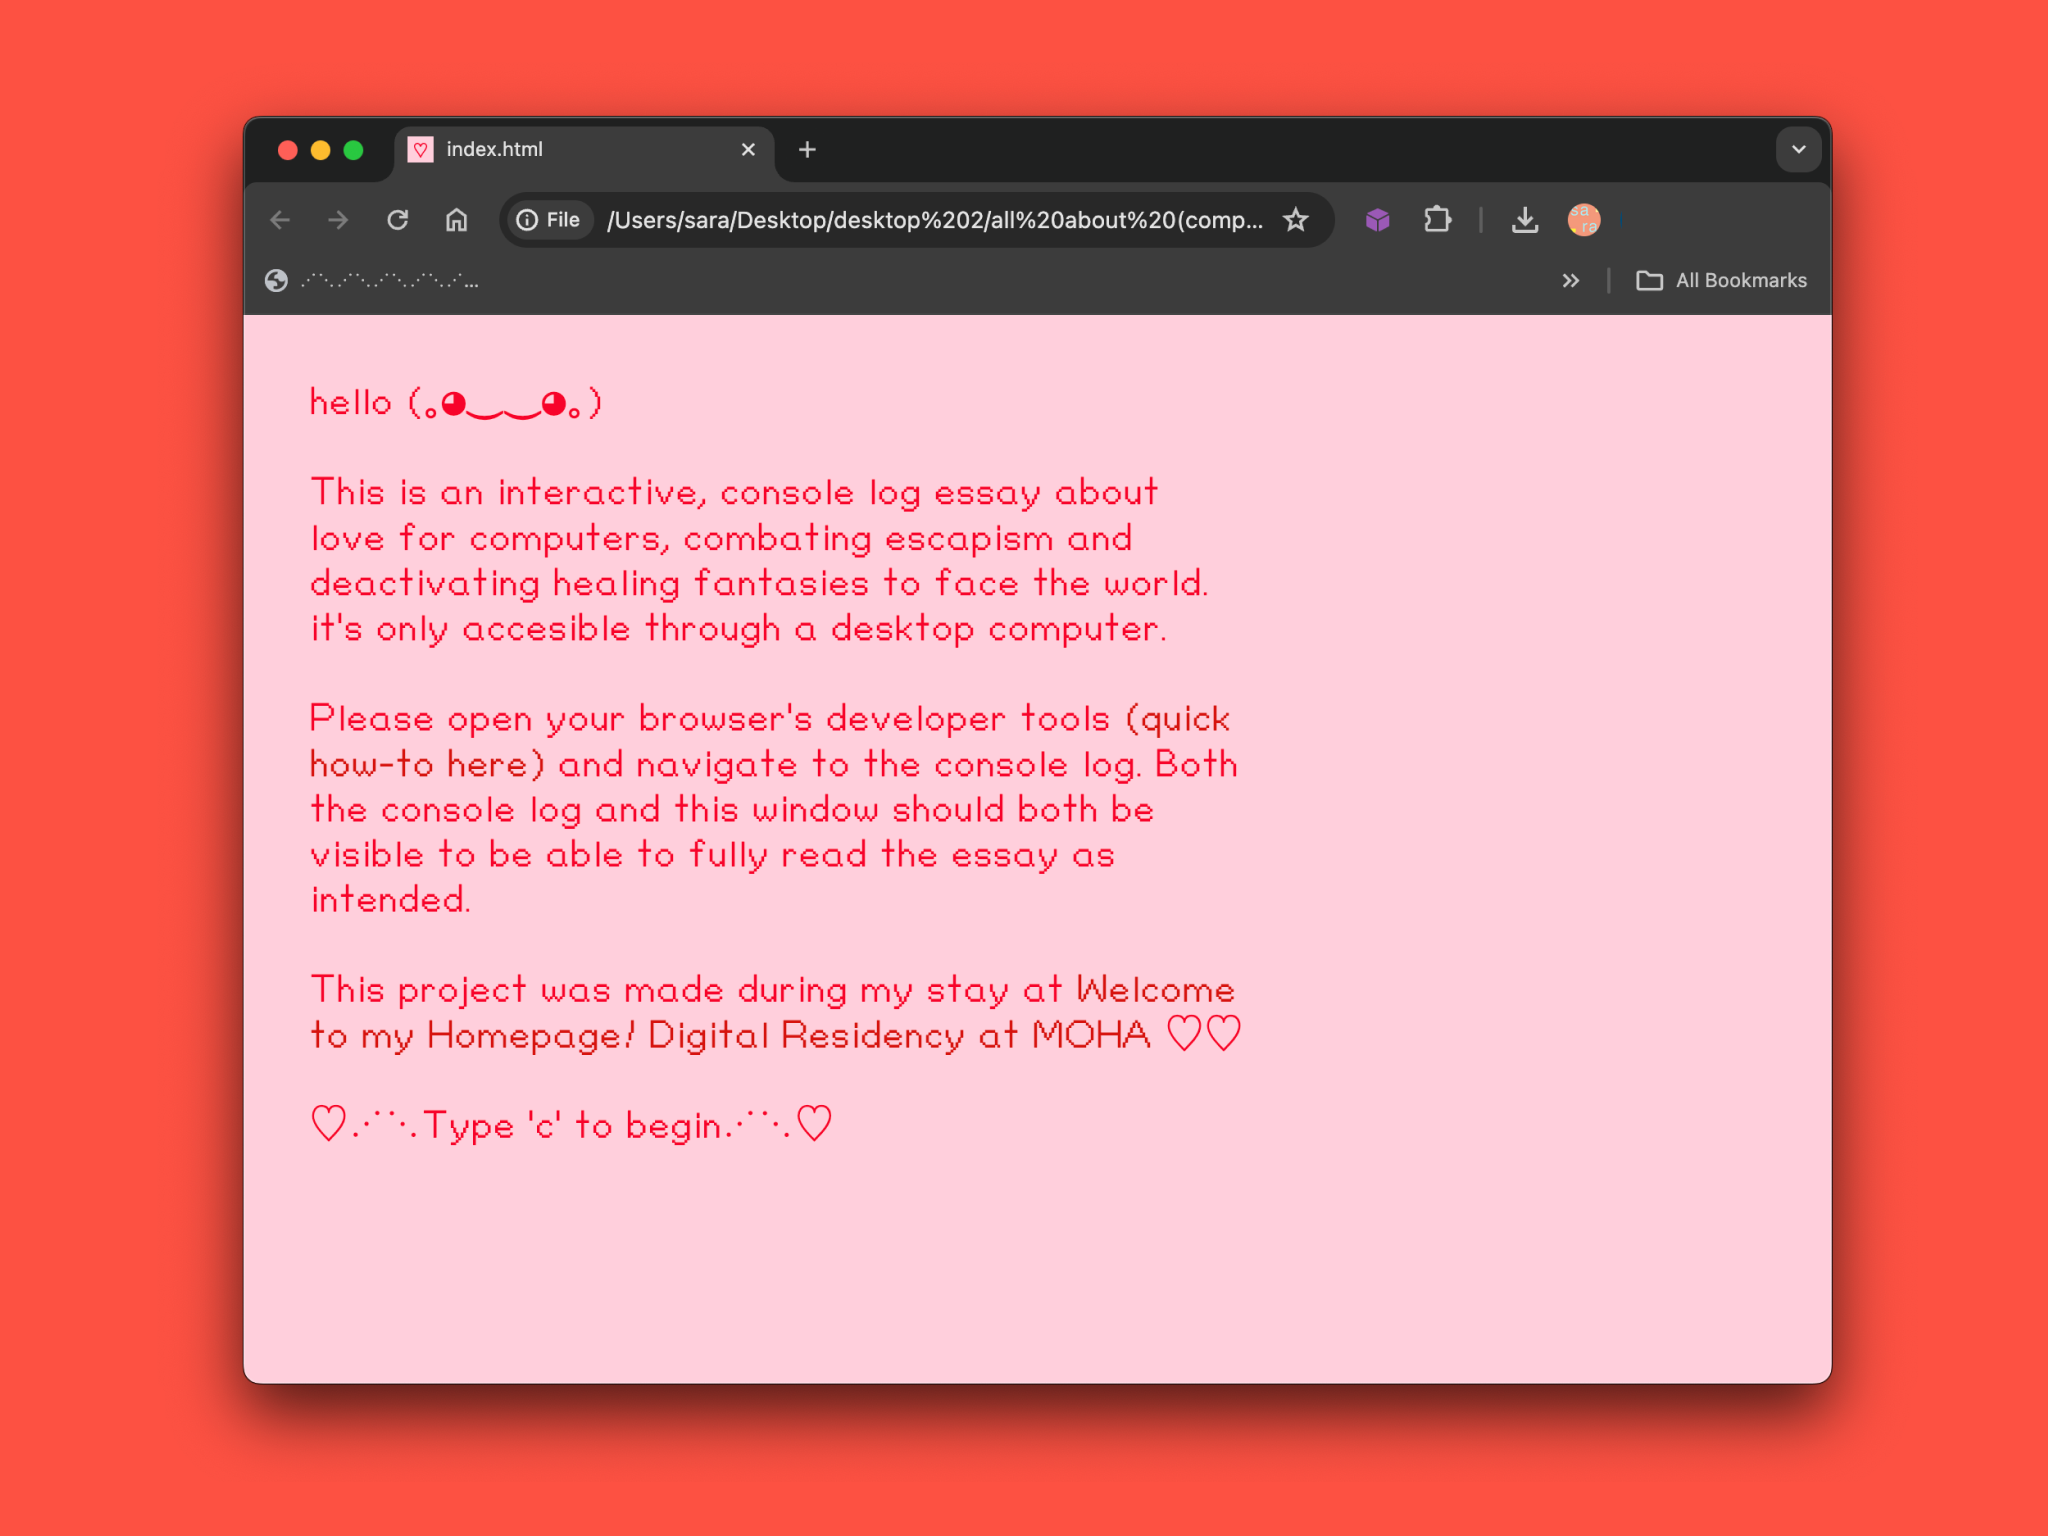 index.html
File /Users/sara/Desktop/desktop%202/all%20about%20(comp...
⋰˙˙⋱.⋰˙˙⋱.⋰˙˙⋱.⋰˙˙⋱.⋰... All Bookmarks
hello (｡◕‿‿◕｡)
This is an interactive, console log essay about
love for computers, combating escapism and
deactivating healing fantasies to face the world.
it's only accesible through a desktop computer.
Please open your browser's developer tools (quick
how-to here) and navigate to the console log. Both
the console log and this window should both be
visible to be able to fully read the essay as
intended.
This project was made during my stay at Welcome
to my Homepage! Digital Residency at MOHA ♡♡
♡.⋰˙˙⋱.Type 'c' to begin.⋰˙˙⋱.♡